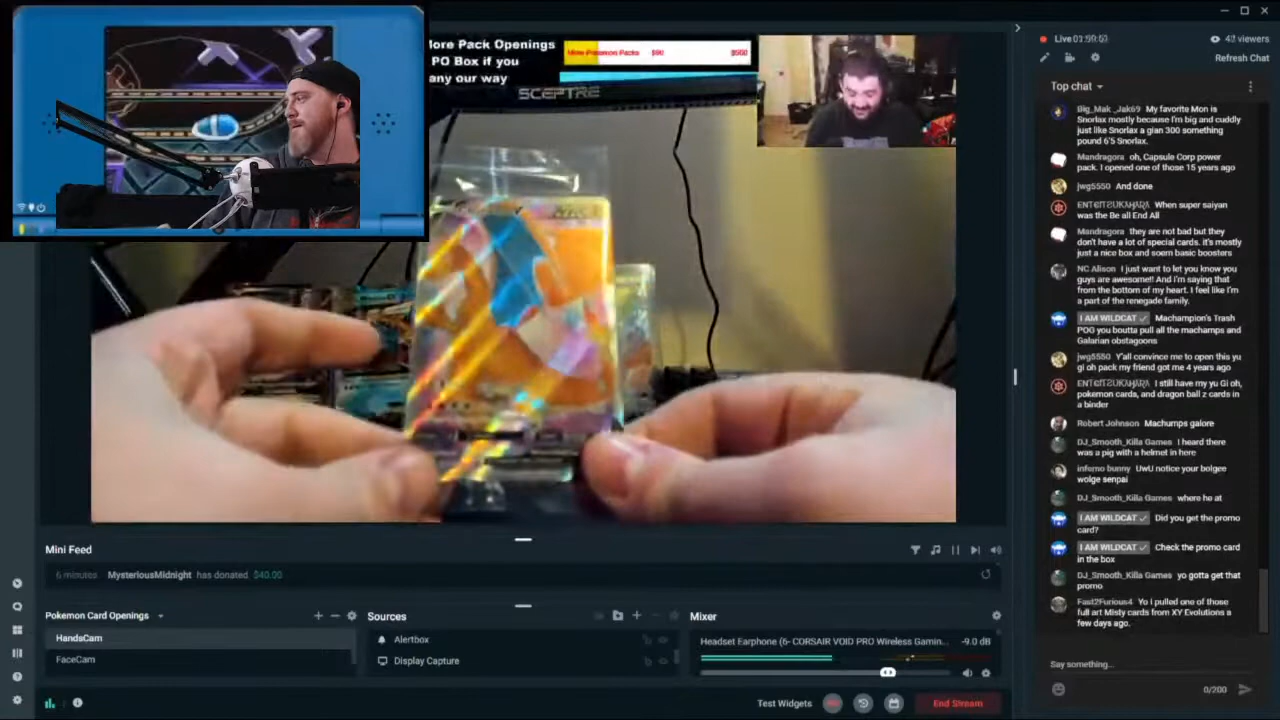 Live 01:59:53
43 viewers
Refresh Chat
Top chat
Big_Mak_Jak69 My favorite Mon is
Snorlax mostly because I'm big and cuddly
just like Snorlax a gian 300 something
pound 6'5 Snorlax.
Mandragora oh, Capsule Corp power
pack. I opened one of those 15 years ago
jwg5550 And done
When super saiyan
was the Be all End All
Mandragora they are not bad but they
don't have a lot of special cards. it's mostly
just a nice box and soem basic boosters
NC Alison I just want to let you know you
guys are awesome!! And I'm saying that
from the bottom of my heart. I feel like I'm
a part of the renegade family.
I AM WILDCAT Machampion's Trash
POG you boutta pull all the machamps and
Galarian obstagoons
jwg5550 Y'all convince me to open this yu
gi oh pack my friend got me 4 years ago
I still have my yu Gi oh,
pokemon cards, and dragon ball z cards in
a binder
Robert Johnson Machumps galore
DJ_Smooth_Killa Games I heard there
was a pig with a helmet in here
inferno bunny UwU notice your bolgee
wolge senpai
DJ_Smooth_Killa Games where he at
I AM WILDCAT Did you get the promo
card?
I AM WILDCAT Check the promo card
in the box
DJ_Smooth_Killa Games yo gotta get that
promo
Fast2Furious4 Yo i pulled one of those
full art Misty cards from XY Evolutions a
few days ago.
Say something...
0/200
ore Pack Openings
PO Box if you
any our way
More Pokemon Packs $90 $500
SCEPTRE
Mini Feed
6 minutes MysteriousMidnight has donated $40.00
Pokemon Card Openings
HandsCam
FaceCam
Sources
Alertbox
Display Capture
Mixer
Headset Earphone (6- CORSAIR VOID PRO Wireless Gamin... -9.0 dB
Test Widgets
REC
End Stream